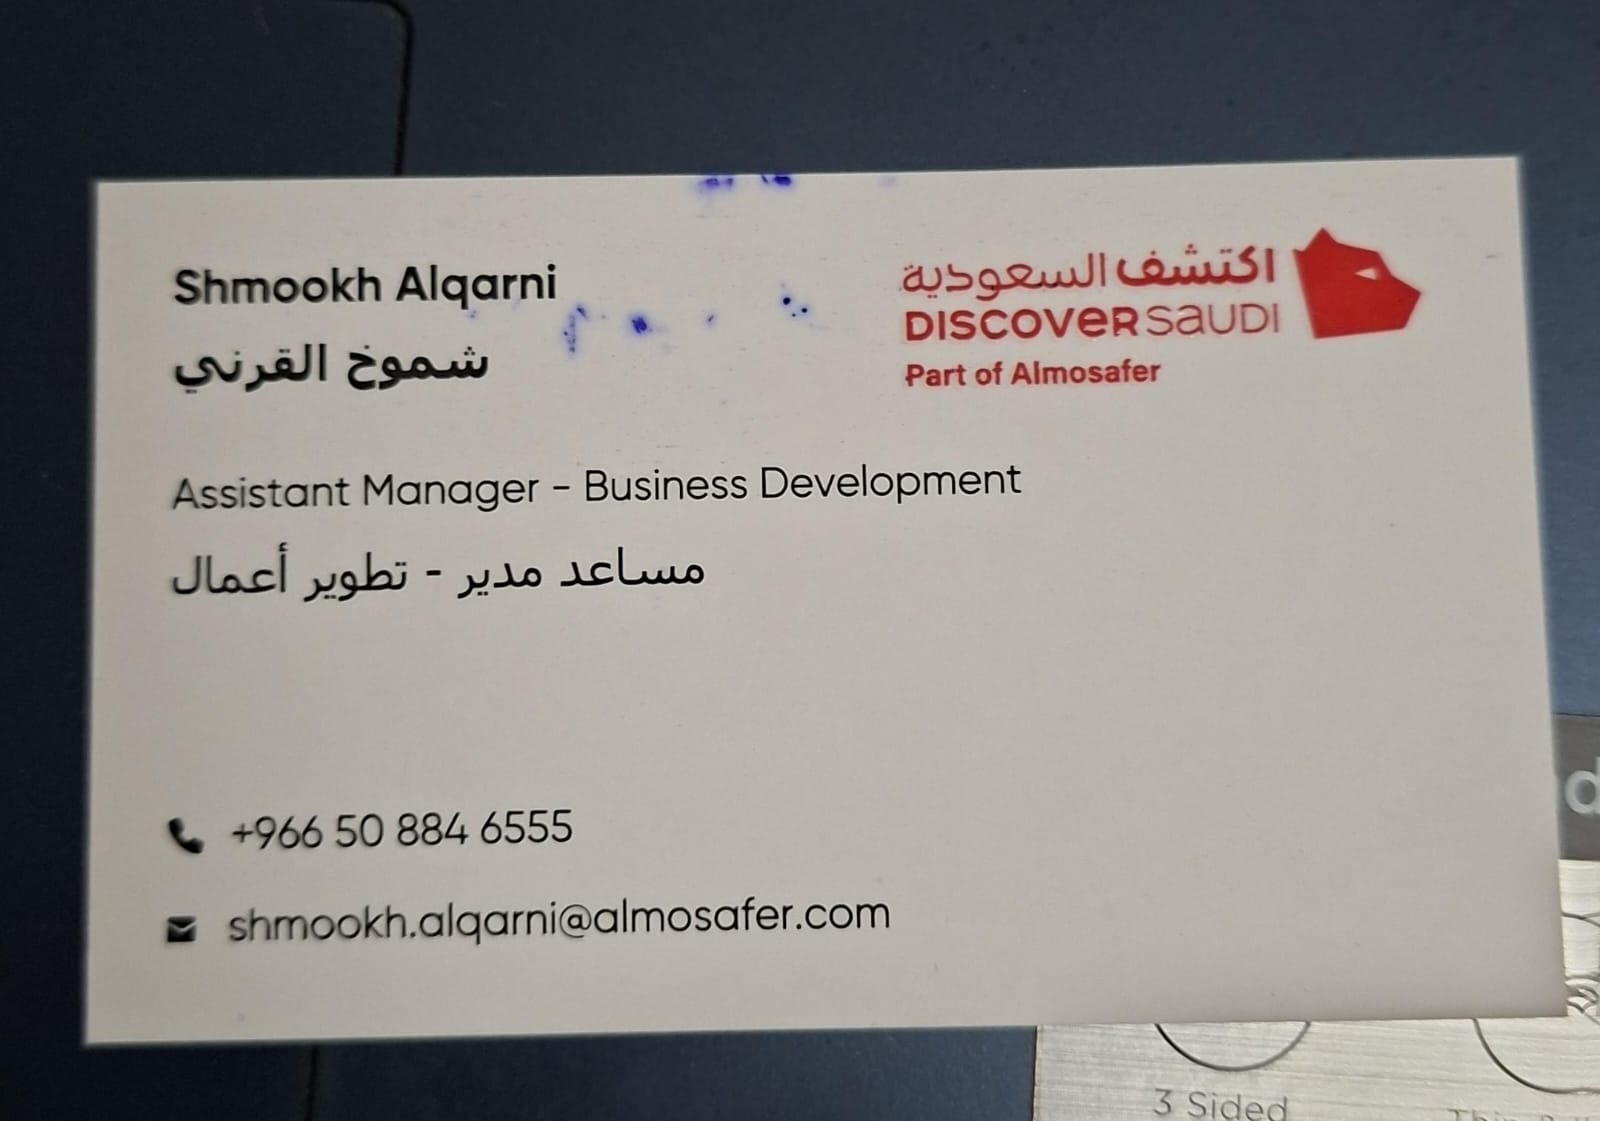 Shmookh Alqarni
شموخ القرني
اكتشف السعودية
DISCOVER SAUDI
Part of Almosafer
Assistant Manager - Business Development
مساعد مدير - تطوير أعمال
+966 50 884 6555
shmookh.alqarni@almosafer.com
3 Sided